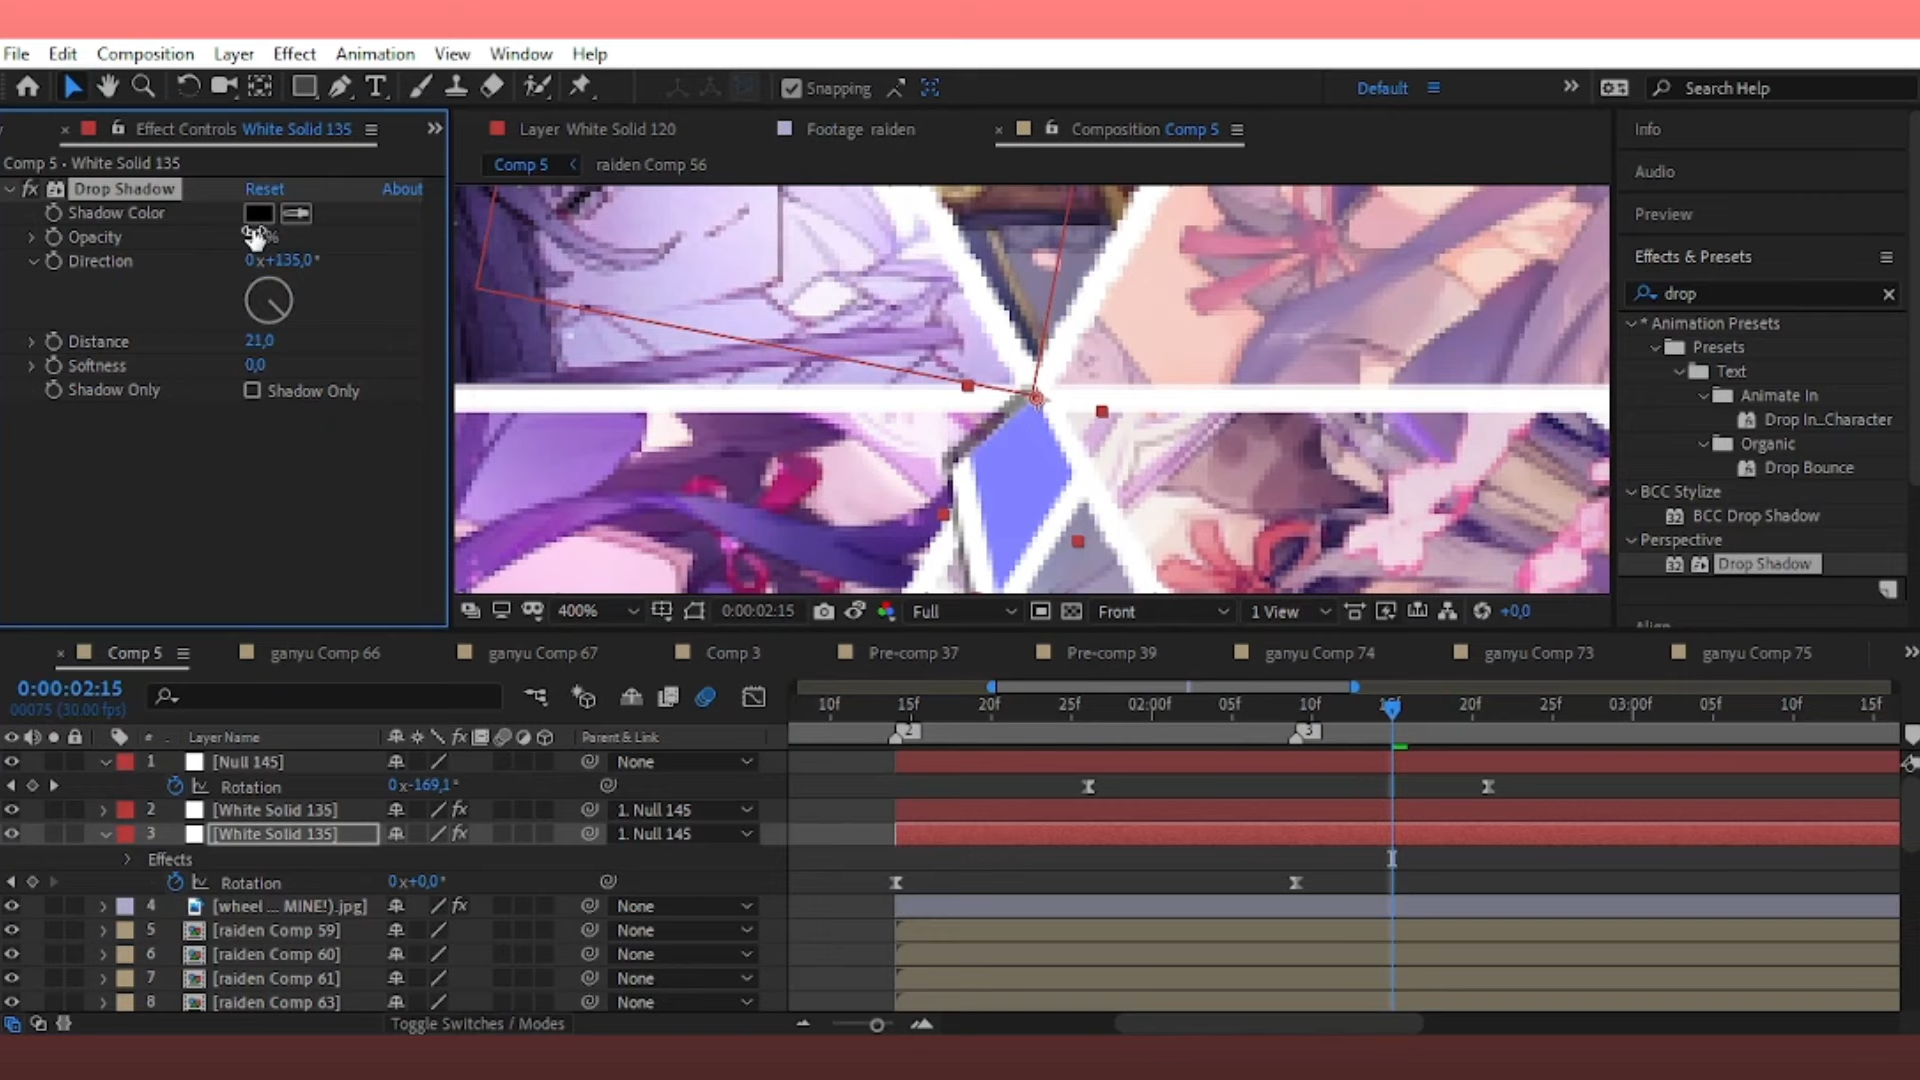 File Edit Composition Layer Effect Animation View Window Help
Snapping Default Search Help
Effect Controls White Solid 135
Layer White Solid 120 Footage raiden Composition Comp 5 Info
Comp 5 • White Solid 135
Comp 5 raiden Comp 56
Audio
fx Drop Shadow Reset About
Shadow Color
Preview
Opacity %
Direction 0x+135,0°
Effects & Presets
drop
Distance 21,0
Softness 0,0
Shadow Only Shadow Only
* Animation Presets
Presets
Text
Animate In
Drop In_Character
Organic
Drop Bounce
BCC Stylize
32 BCC Drop Shadow
Perspective
32 Drop Shadow
400% 0:00:02:15 Full Front 1 View +0,0
Align
Comp 5 ganyu Comp 66 ganyu Comp 67 Comp 3 Pre-comp 37 Pre-comp 39 ganyu Comp 74 ganyu Comp 73 ganyu Comp 75
0:00:02:15
00075 (30.00 fps)
10f 15f 20f 25f 02:00f 05f 10f 15f 20f 25f 03:00f 05f 10f 15f
2 3
# Layer Name fx Parent & Link
1 [Null 145] None
Rotation 0x-169,1°
2 [White Solid 135] fx 1. Null 145
3 [White Solid 135] fx 1. Null 145
Effects
Rotation 0x+0,0°
4 [wheel ... MINE!).jpg] fx None
5 [raiden Comp 59] None
6 [raiden Comp 60] None
7 [raiden Comp 61] None
8 [raiden Comp 63] None
Toggle Switches / Modes